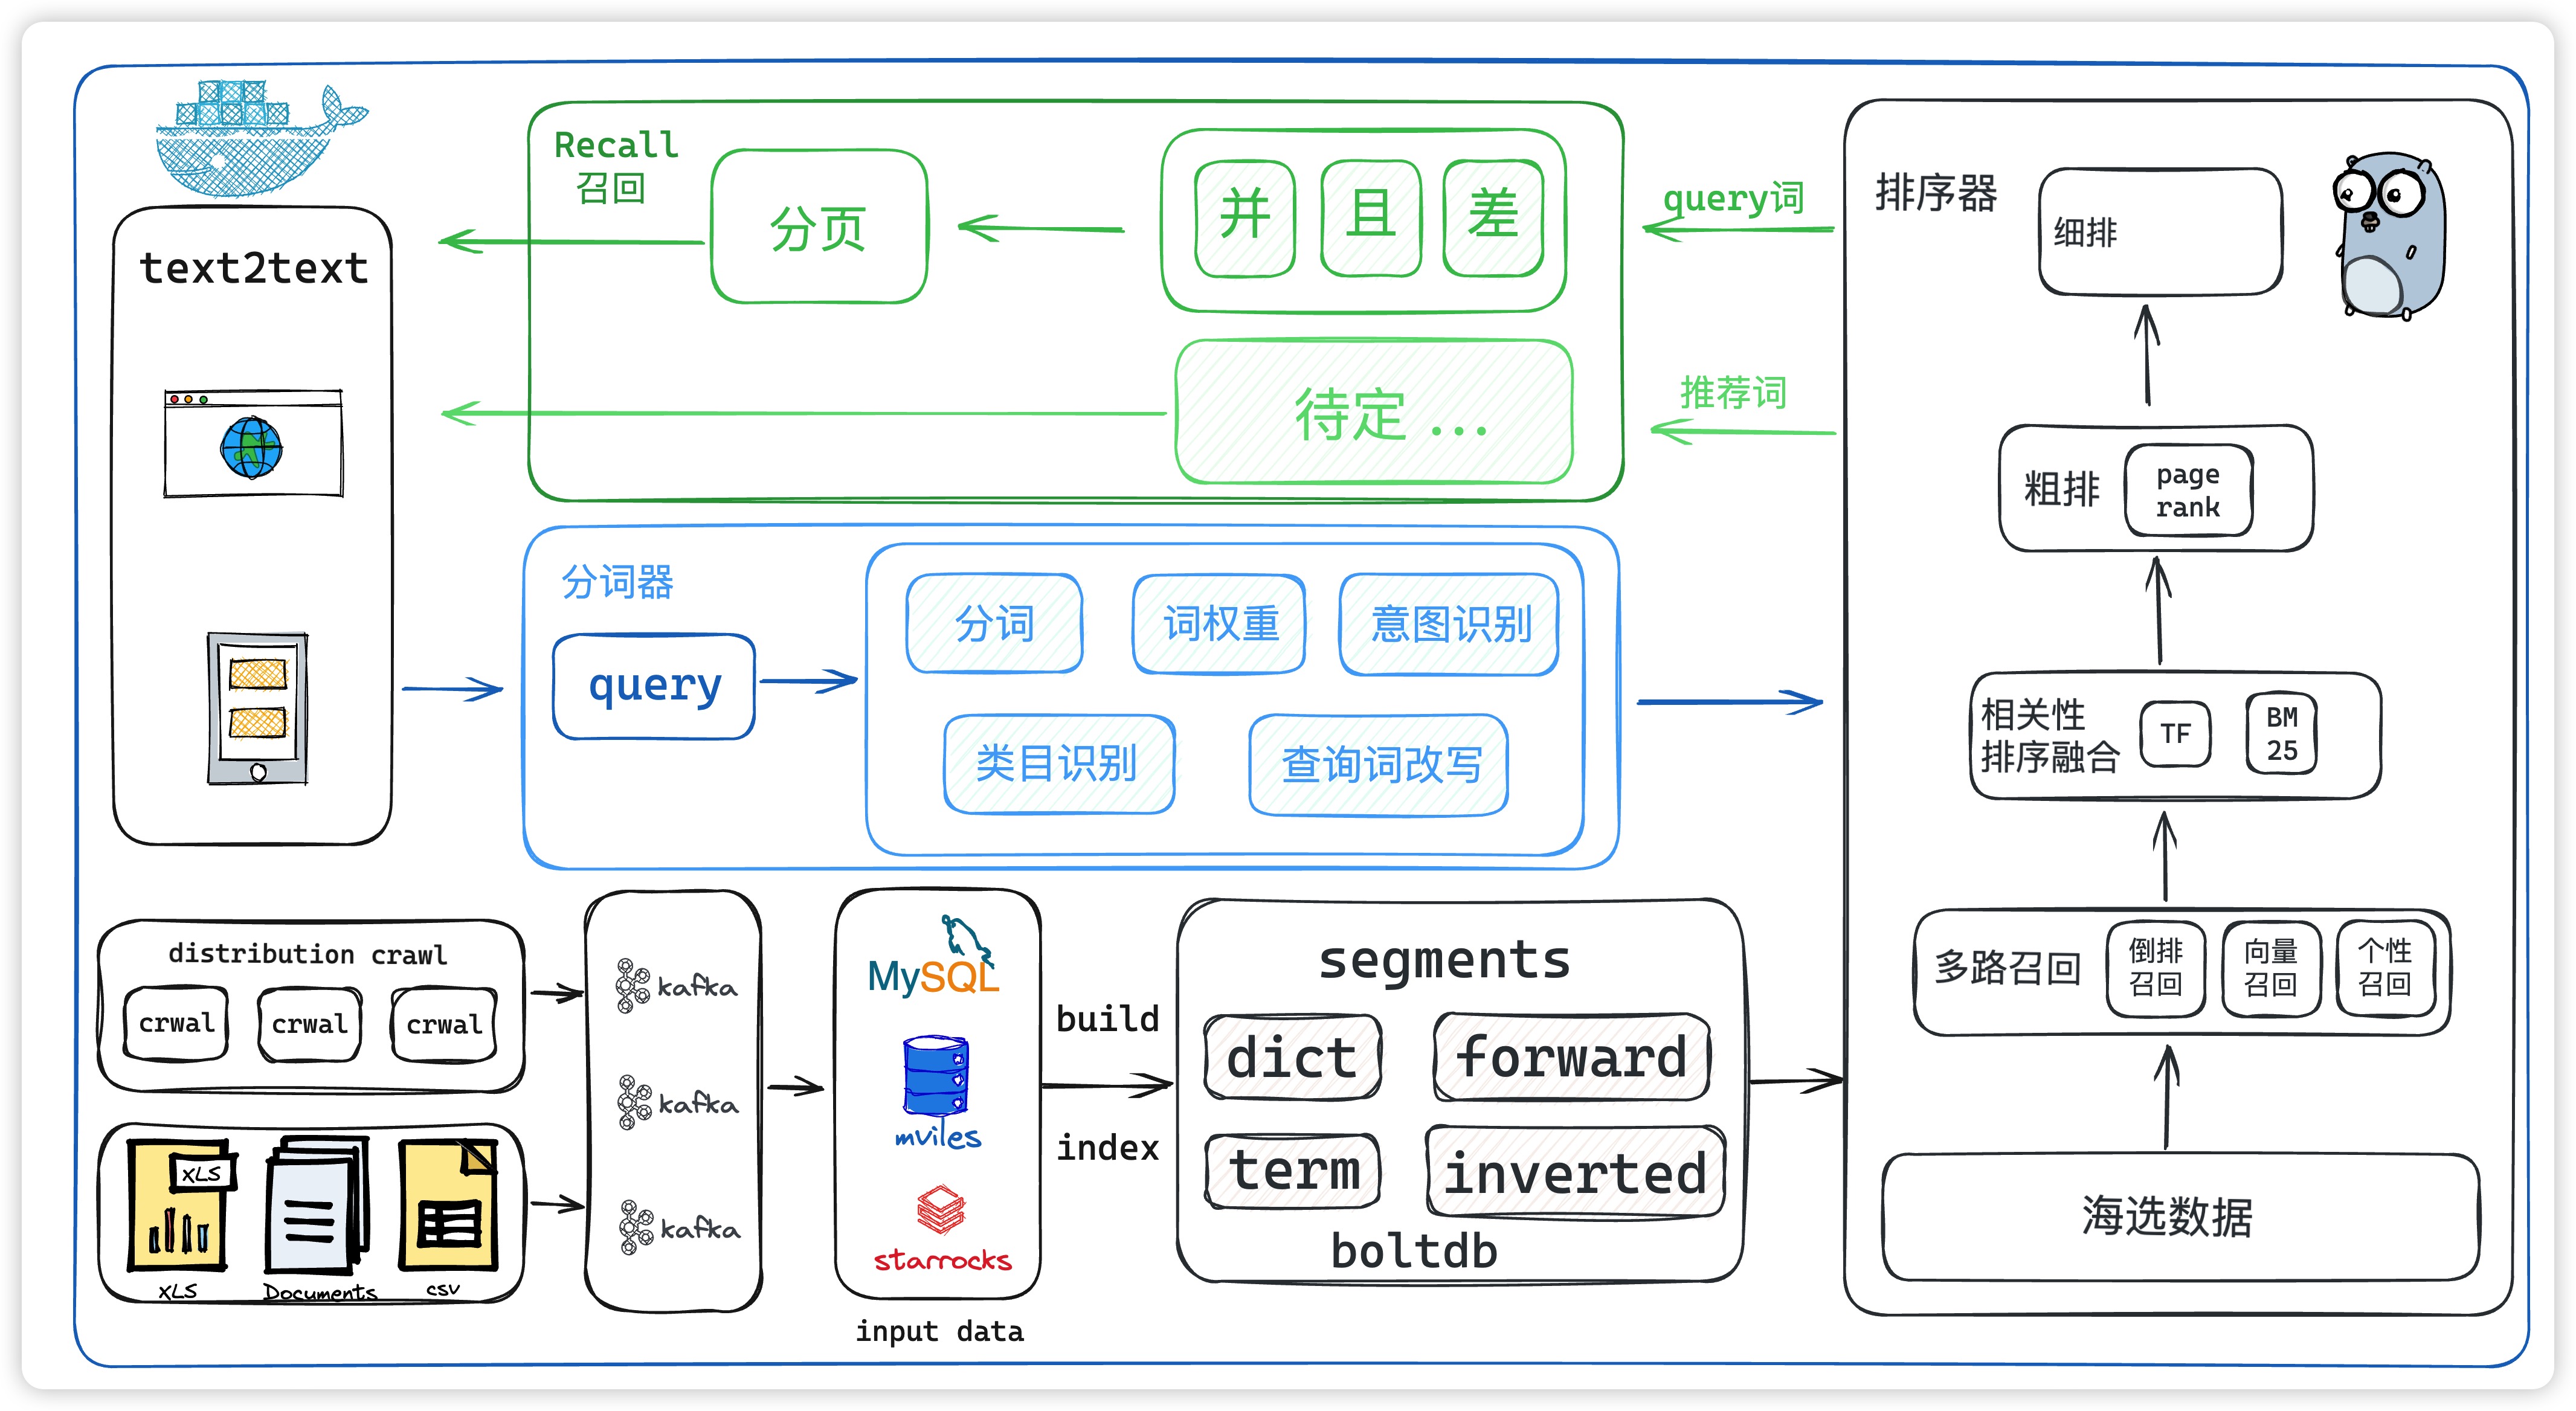 text2text
Recall
召回
分页
并
且
差
query词
待定 ...
推荐词
分词器
query
分词
词权重
意图识别
类目识别
查询词改写
排序器
细排
粗排
page
rank
相关性
排序融合
TF
BM
25
多路召回
倒排
召回
向量
召回
个性
召回
海选数据
distribution crawl
crwal
crwal
crwal
XLS
XLS
Documents
csv
kafka
kafka
kafka
MySQL
mviles
starrocks
input data
build
index
segments
dict
forward
term
inverted
boltdb